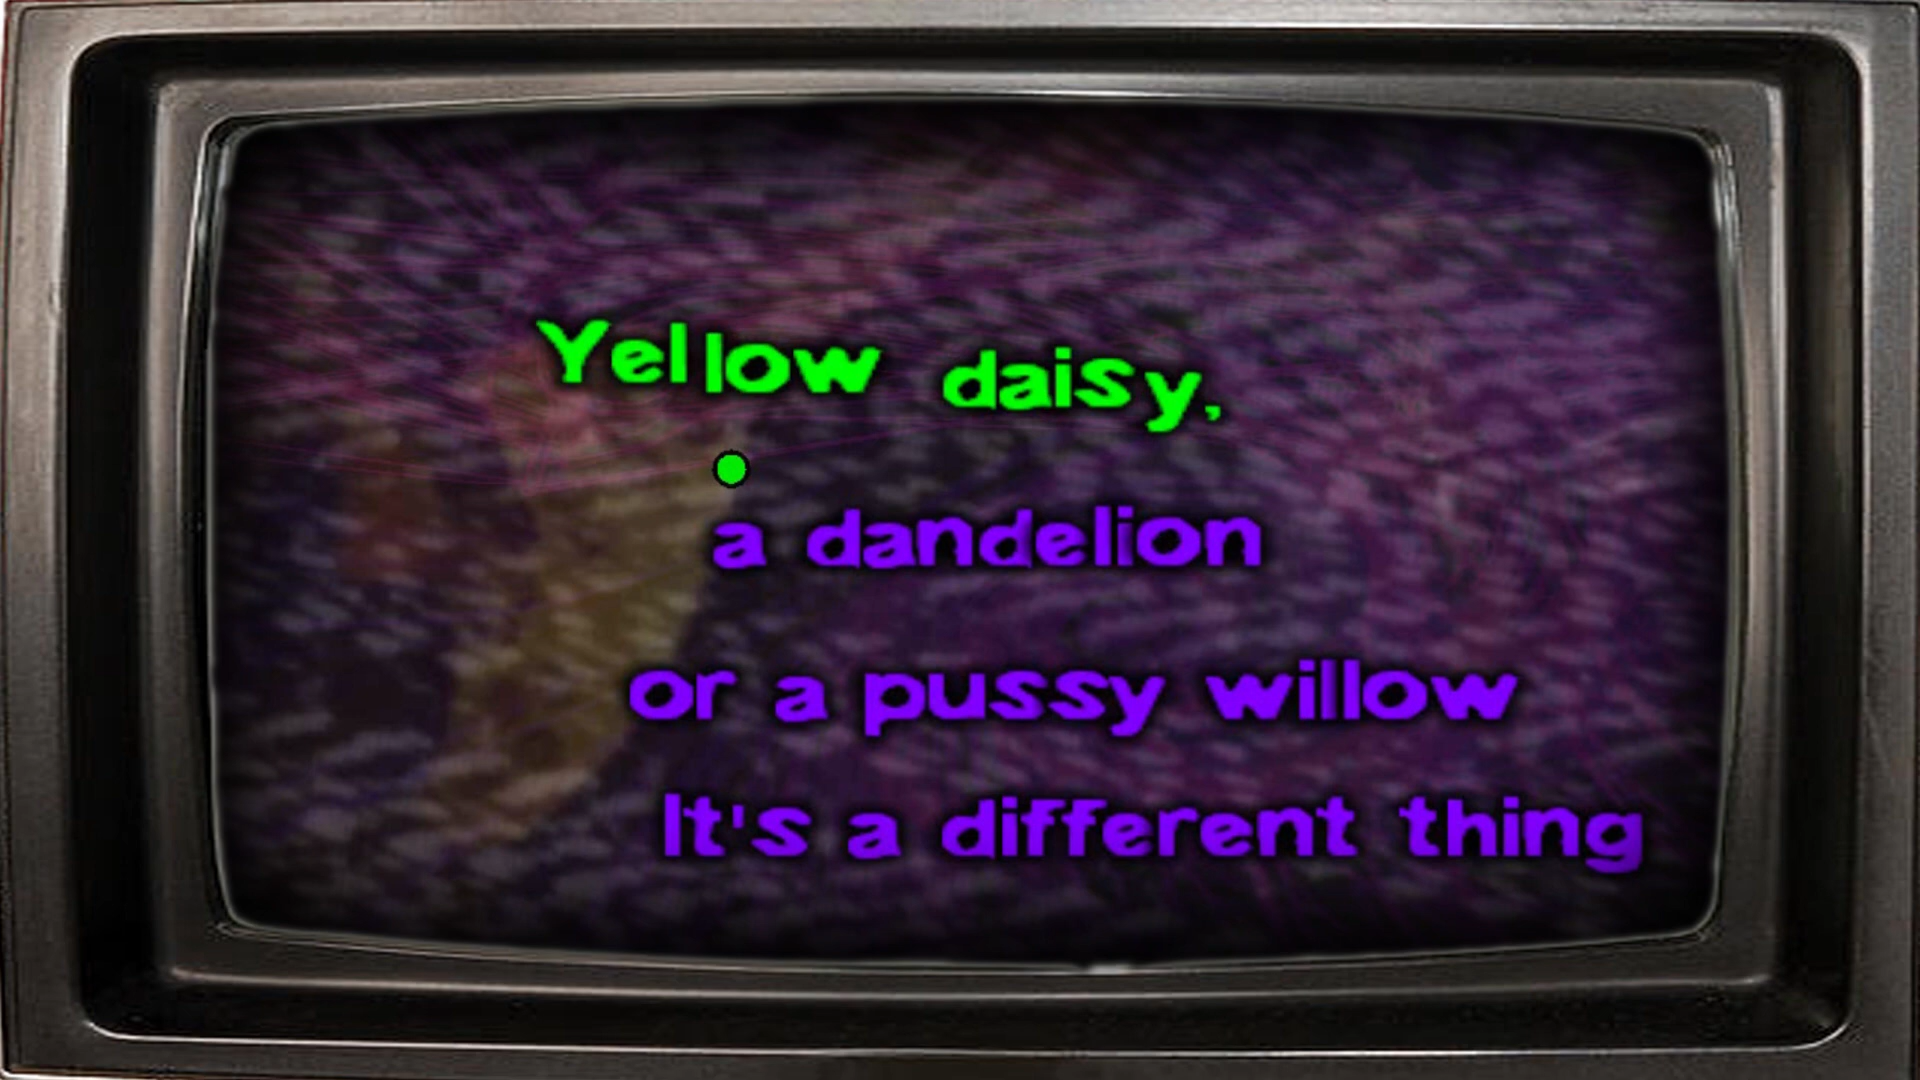 Yellow daisy,
a dandelion
or a pussy willow
It's a different thing